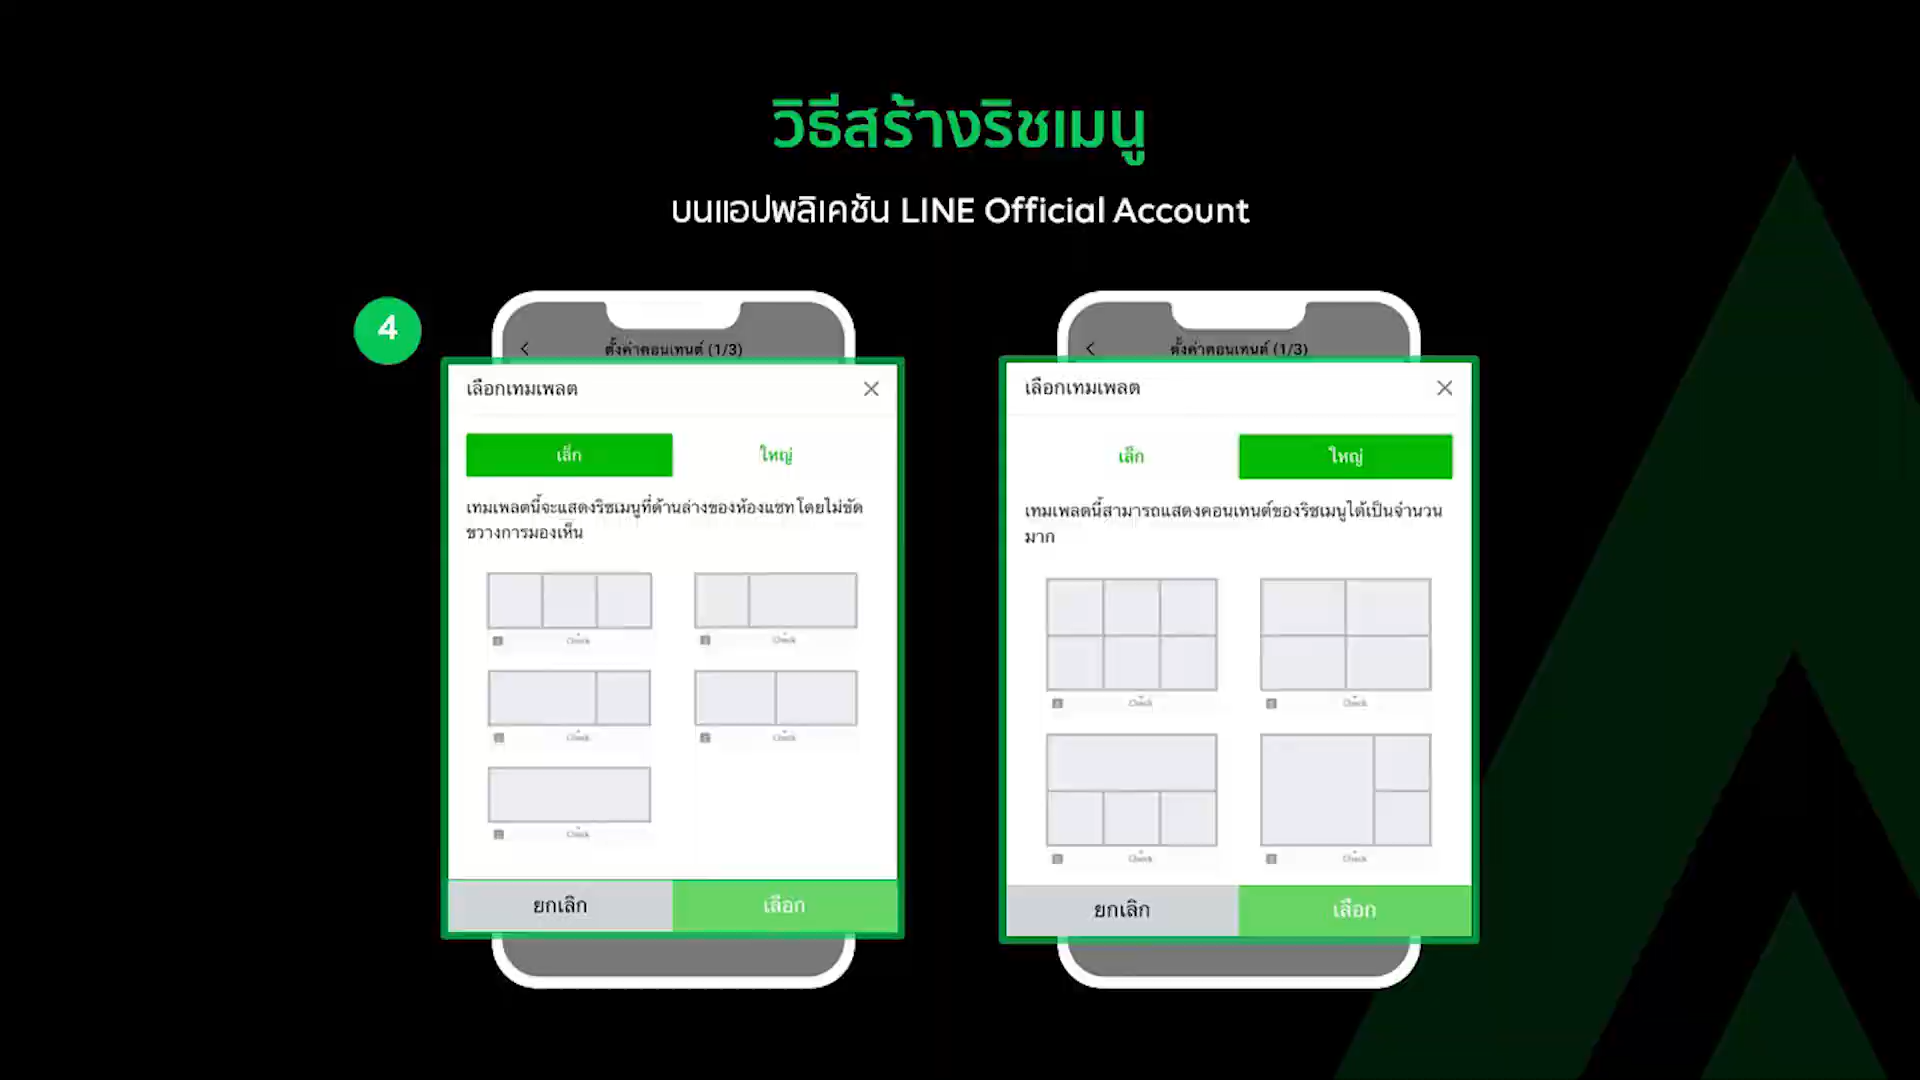 วิธีสร้างริชเมนู
บนแอปพลิเคชัน LINE Official Account
4
ตั้งค่าคอนเทนต์ (1/3)
เลือกเทมเพลต
เล็ก
ใหญ่
เทมเพลตนี้จะแสดงริชเมนูที่ด้านล่างของห้องแชทโดยไม่ขัด
ขวางการมองเห็น
Check
Check
Check
Check
Check
ยกเลิก
เลือก
ตั้งค่าคอนเทนต์ (1/3)
เลือกเทมเพลต
เล็ก
ใหญ่
เทมเพลตนี้สามารถแสดงคอนเทนต์ของริชเมนูได้เป็นจำนวน
มาก
Check
Check
Check
Check
ยกเลิก
เลือก